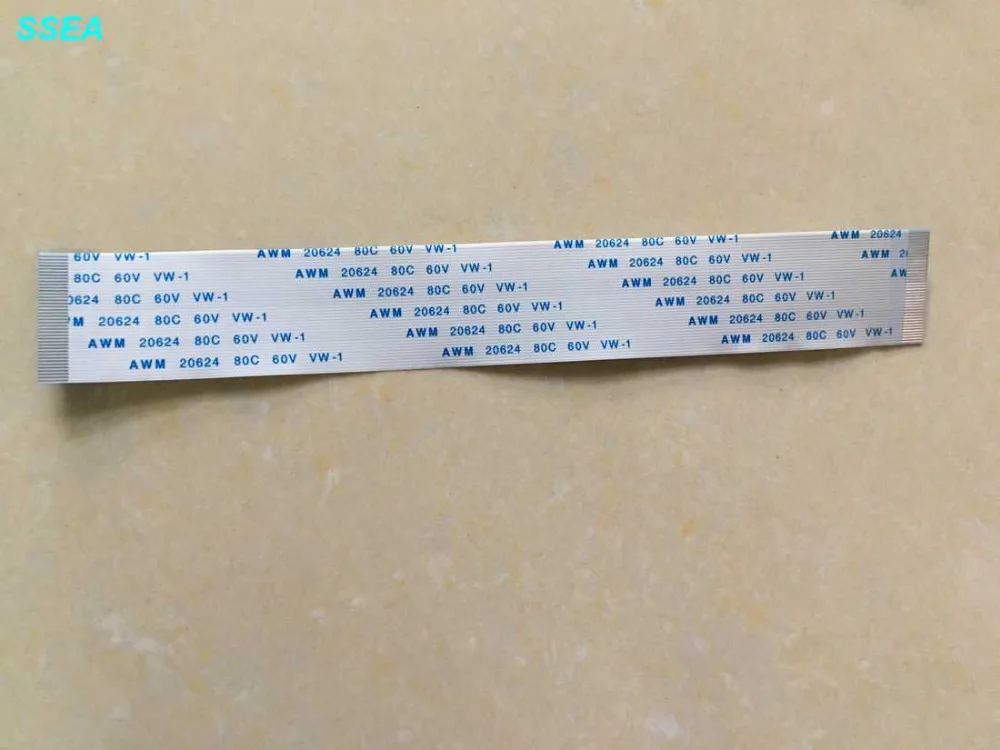 SSEA
60V VW-1 AWM 20624 80C 60V VW-1 AWM 20624 80C 60V VW-1 AWM 20624
80C 60V VW-1 AWM 20624 80C 60V VW-1 AWM 20624 80C 60V VW-1 AWM
80C 60V VW-1 AWM 20624 80C 60V VW-1 AWM 20624 80C 60V VW-1
20624 80C 60V VW-1 AWM 20624 80C 60V VW-1 AWM 20624 80C 60V VW-1
AWM 20624 80C 60V VW-1 AWM 20624 80C 60V VW-1 AWM 20624 80C 60V VW-1
AWM 20624 80C 60V VW-1 AWM 20624 80C 60V VW-1 AWM 20624 80C 60V VW-1